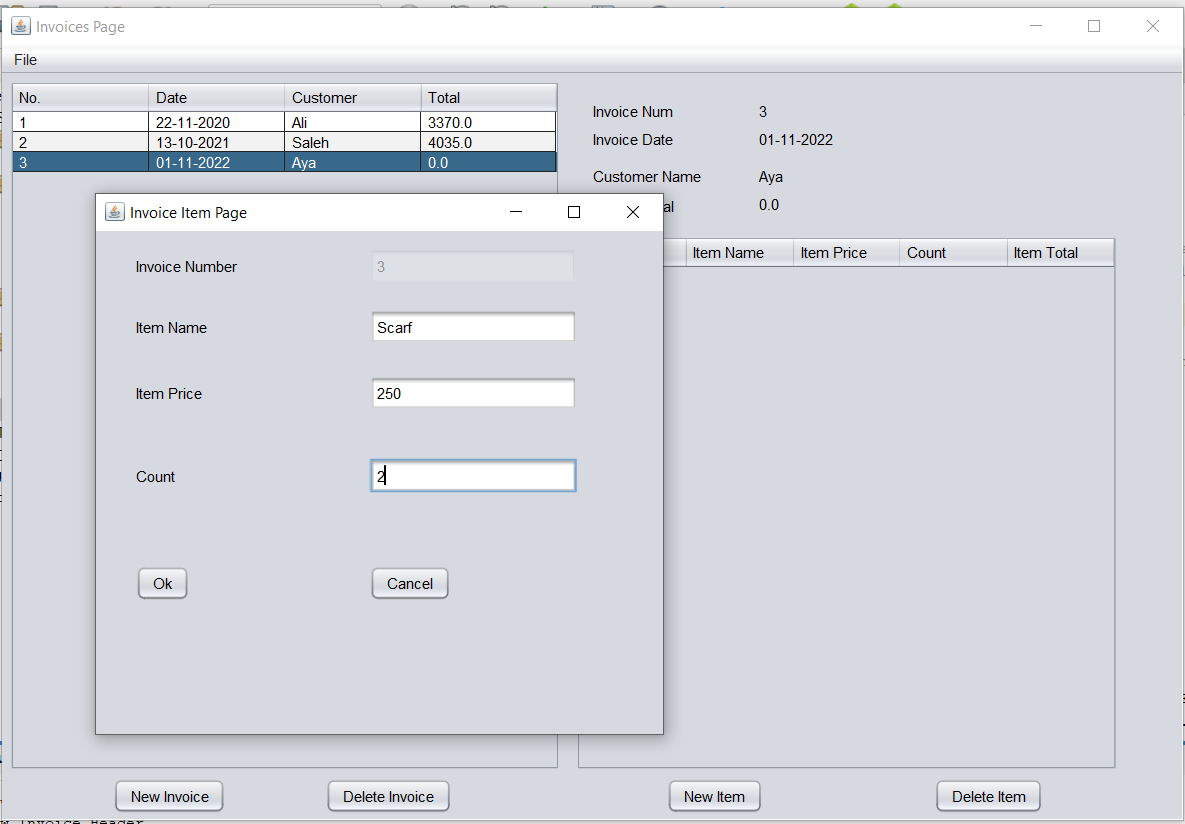 Invoices Page
File
No. Date Customer Total
1 22-11-2020 Ali 3370.0
2 13-10-2021 Saleh 4035.0
3 01-11-2022 Aya 0.0
Invoice Num 3
Invoice Date 01-11-2022
Customer Name Aya
al 0.0
Item Name Item Price Count Item Total
Invoice Item Page
Invoice Number 3
Item Name Scarf
Item Price 250
Count 2
Ok Cancel
New Invoice Delete Invoice New Item Delete Item